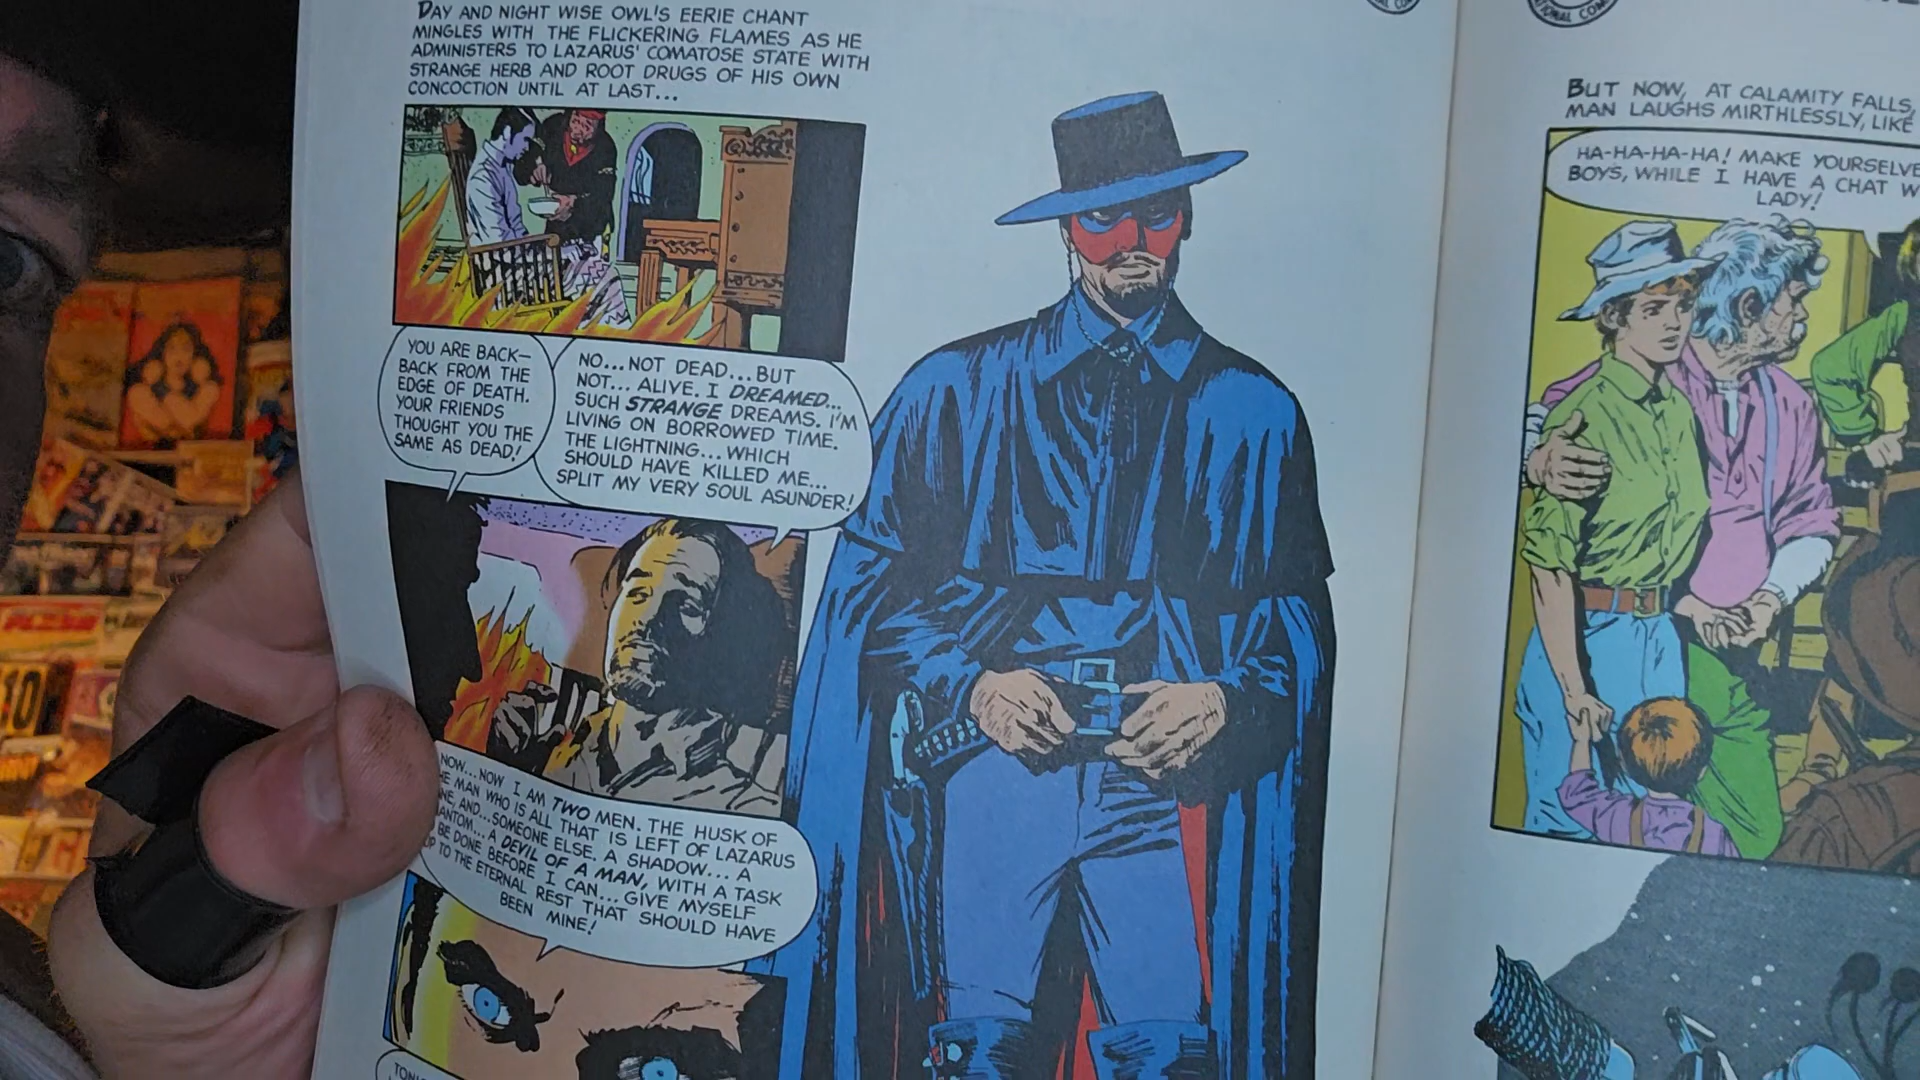 DAY AND NIGHT WISE OWL'S EERIE CHANT
MINGLES WITH THE FLICKERING FLAMES AS HE
ADMINISTERS TO LAZARUS' COMATOSE STATE WITH
STRANGE HERB AND ROOT DRUGS OF HIS OWN
CONCOCTION UNTIL AT LAST...
YOU ARE BACK—
BACK FROM THE
EDGE OF DEATH.
YOUR FRIENDS
THOUGHT YOU THE
SAME AS DEAD!
NO...NOT DEAD...BUT
NOT... ALIVE. I DREAMED...
SUCH STRANGE DREAMS. I'M
LIVING ON BORROWED TIME.
THE LIGHTNING...WHICH
SHOULD HAVE KILLED ME...
SPLIT MY VERY SOUL ASUNDER!
NOW...NOW I AM TWO MEN. THE HUSK OF
MAN WHO IS ALL THAT IS LEFT OF LAZARUS
AND...SOMEONE ELSE. A SHADOW... A
A DEVIL OF A MAN, WITH A TASK
BE DONE BEFORE I CAN... GIVE MYSELF
TO THE ETERNAL REST THAT SHOULD HAVE
BEEN MINE!
BUT NOW, AT CALAMITY FALLS,
MAN LAUGHS MIRTHLESSLY, LIKE
HA-HA-HA-HA! MAKE
BOYS, WHILE I HAVE A CHAT
LADY!